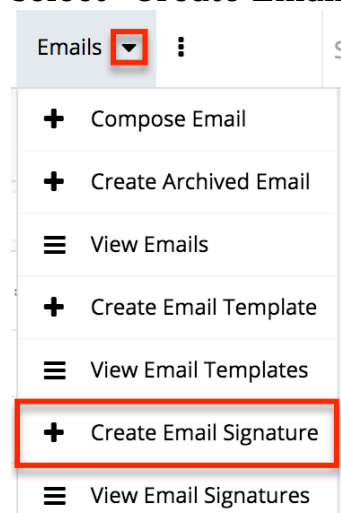 Emails
Compose Email
Create Archived Email
View Emails
Create Email Template
View Email Templates
Create Email Signature
View Email Signatures